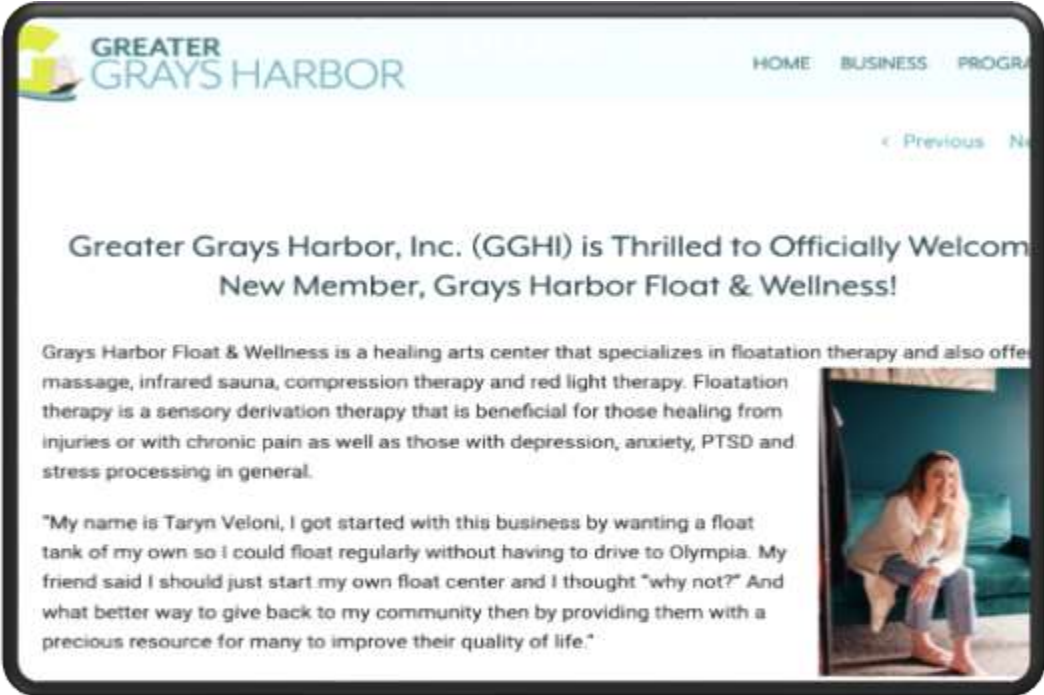 GREATER
GRAYS HARBOR
HOME BUSINESS
< Previous
Greater Grays Harbor, Inc. (GGHI) is Thrilled to Officially
New Member, Grays Harbor Float & Wellness!
Grays Harbor Float & Wellness is a healing arts center that specializes in floatation therapy and also
massage, infrared sauna, compression therapy and red light therapy. Floatation
therapy is a sensory derivation therapy that is beneficial for those healing from
injuries or with chronic pain as well as those with depression, anxiety, PTSD and
stress processing in general.
"My name is Taryn Veloni, I got started with this business by wanting a float
tank of my own so I could float regularly without having to drive to Olympia. My
friend said I should just start my own float center and I thought "why not?" And
what better way to give back to my community then by providing them with a
precious resource for many to improve their quality of life."